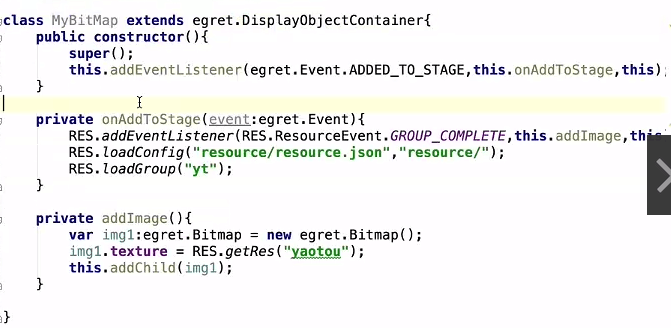 class MyBitMap extends egret.DisplayObjectContainer{
    public constructor(){
        super();
        this.addEventListener(egret.Event.ADDED_TO_STAGE,this.onAddToStage,this);
    }

    private onAddToStage(event:egret.Event){
        RES.addEventListener(RES.ResourceEvent.GROUP_COMPLETE,this.addImage,this
        RES.loadConfig("resource/resource.json","resource/");
        RES.loadGroup("yt");
    }

    private addImage(){
        var img1:egret.Bitmap = new egret.Bitmap();
        img1.texture = RES.getRes("yaotou");
        this.addChild(img1);
    }

}